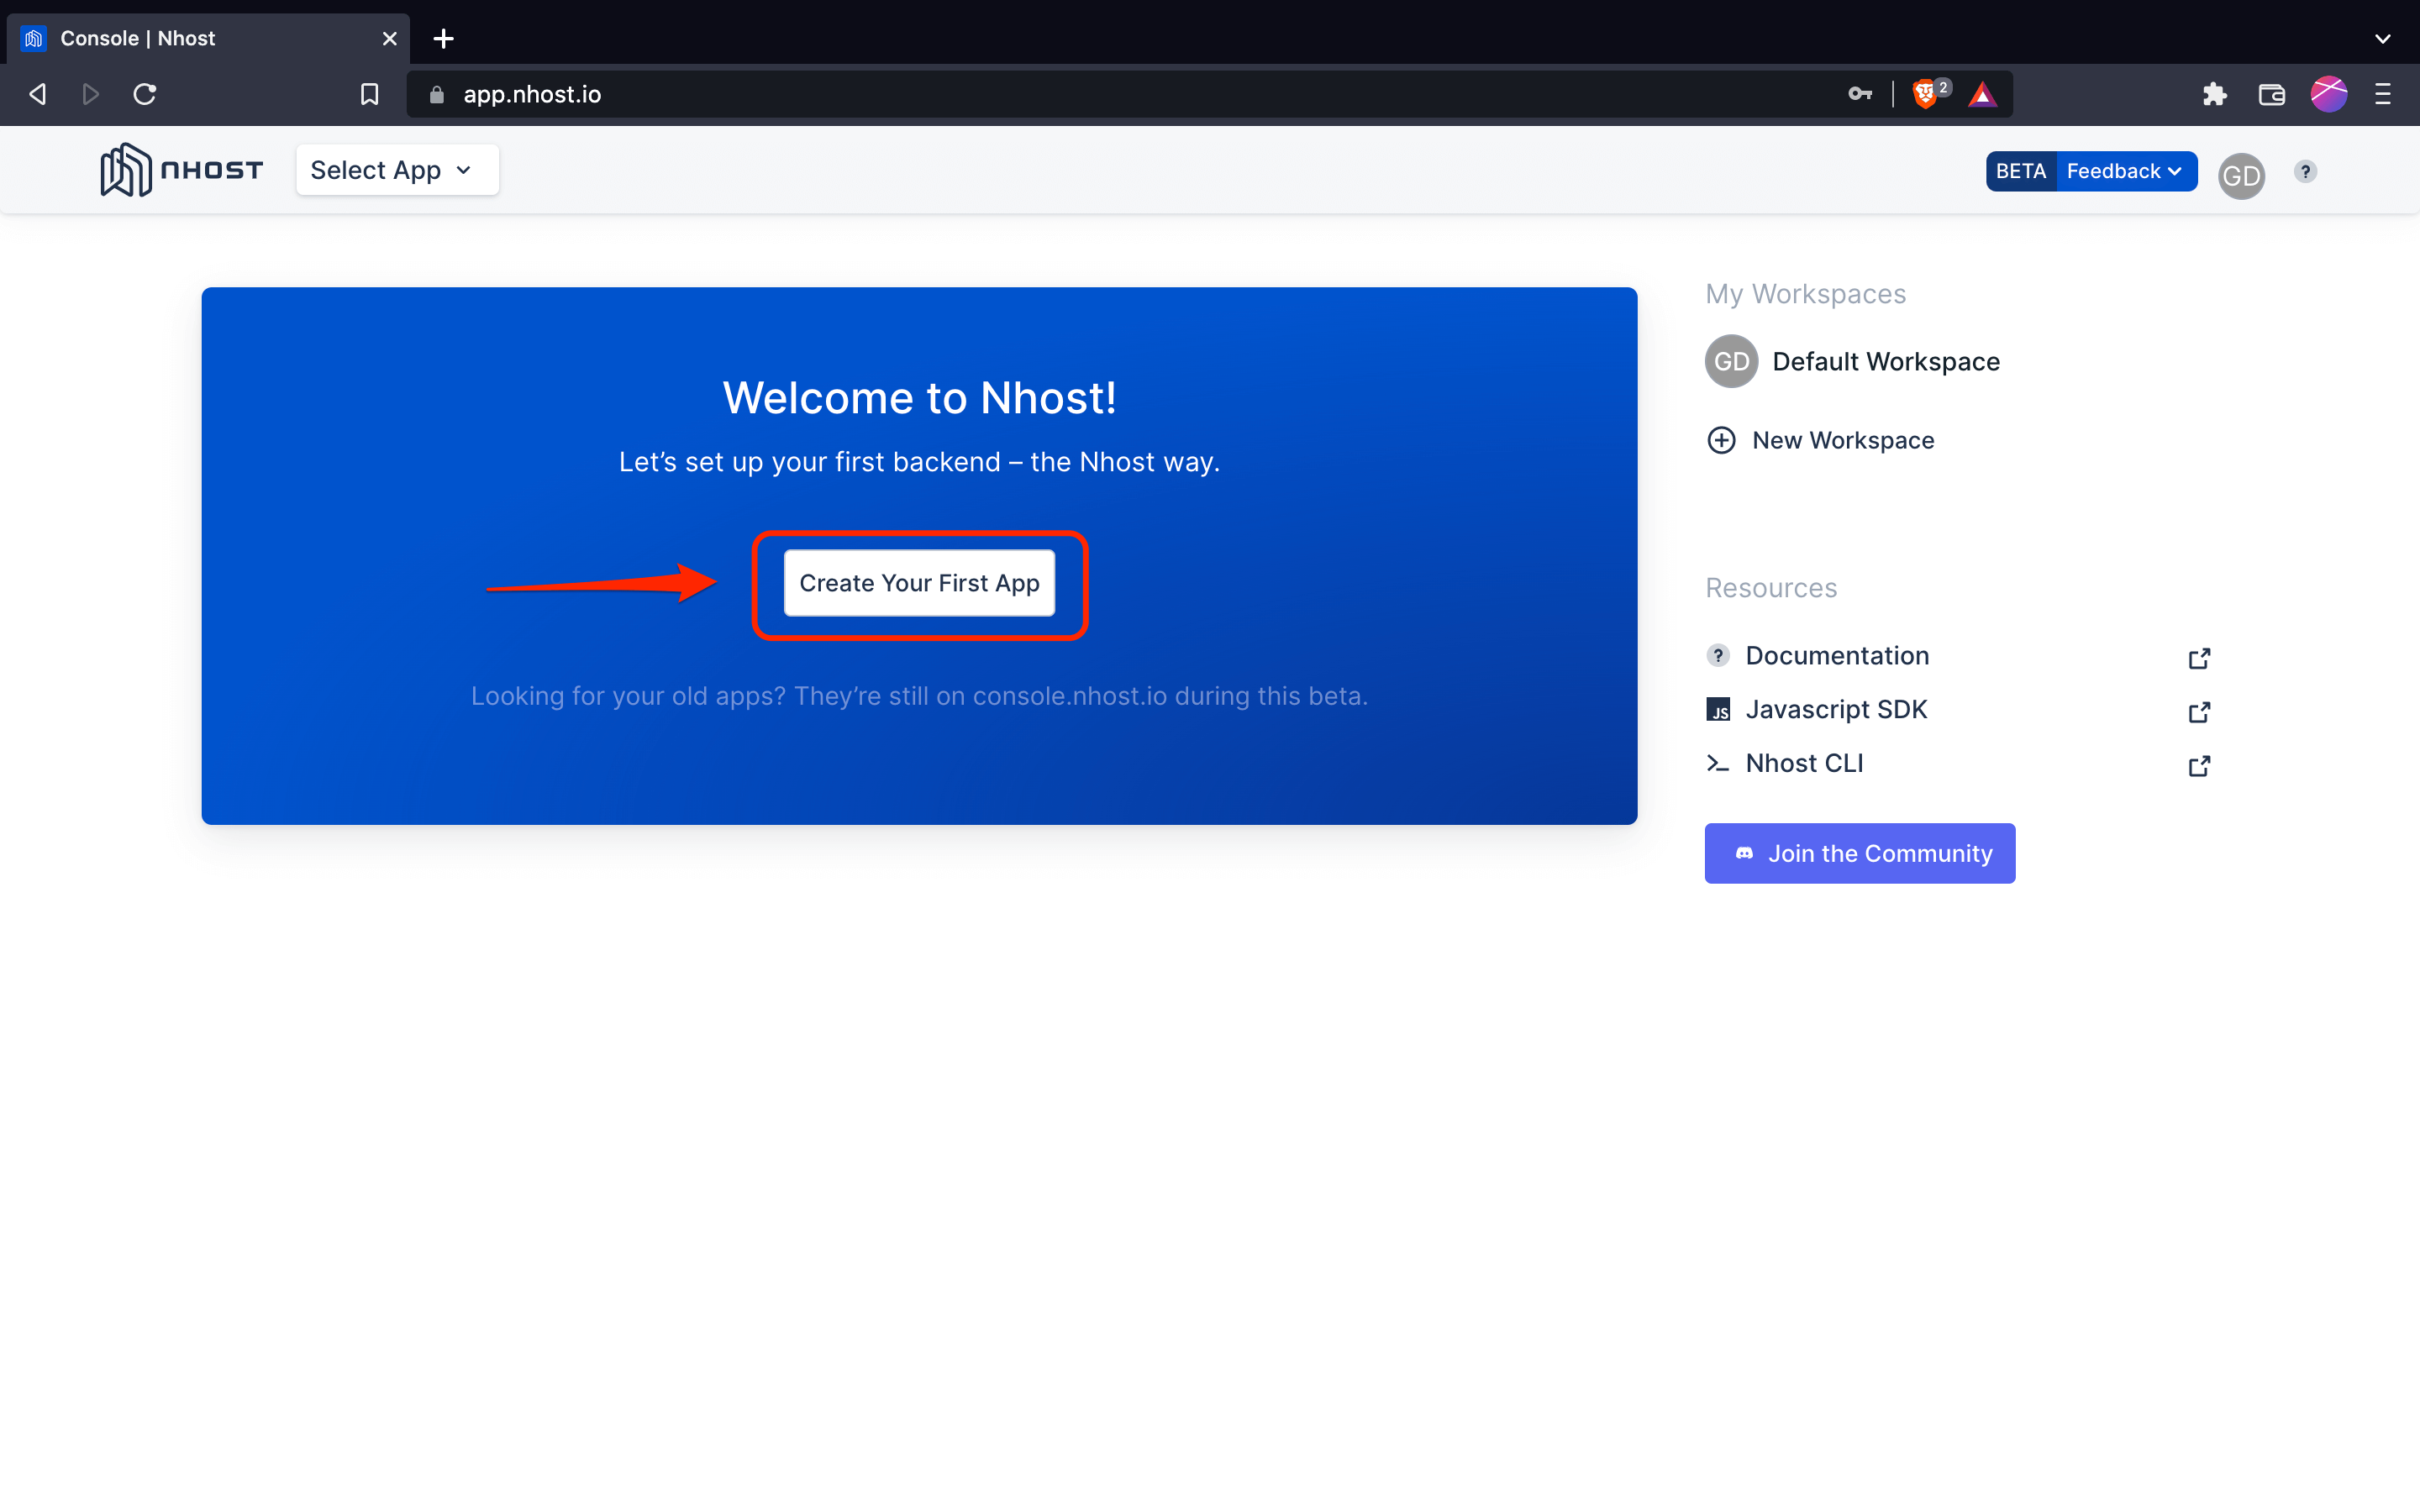 Console | Nhost
app.nhost.io
2
nHOST
Select App
BETA Feedback
GD
?
Welcome to Nhost!
Let’s set up your first backend – the Nhost way.
Create Your First App
Looking for your old apps? They’re still on console.nhost.io during this beta.
My Workspaces
GD Default Workspace
New Workspace
Resources
? Documentation
JS Javascript SDK
Nhost CLI
Join the Community